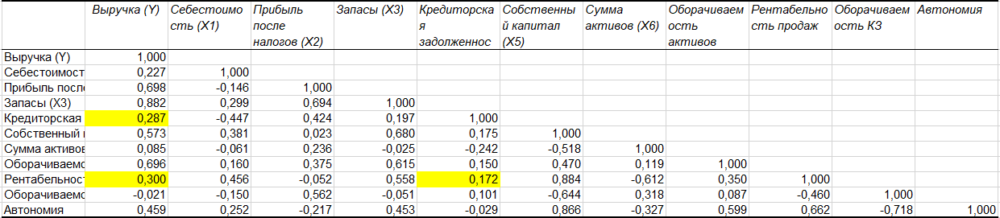 Выручка (Y) Себестоимо Прибыль Запасы (X3) Кредиторска Собственны Сумма Оборачиваем Рентабельно Оборачиваем Автономия
сть (X1) после я й капитал активов (X6) ость сть продаж ость КЗ
налогов (X2) задолженнос (X5) активов
Выручка (Y) 1,000
Себестоимост 0,227 1,000
Прибыль посл 0,698 -0,146 1,000
Запасы (X3) 0,882 0,299 0,694 1,000
Кредиторская 0,287 -0,447 0,424 0,197 1,000
Собственный 0,573 0,381 0,023 0,680 0,175 1,000
Сумма активов 0,085 -0,061 0,236 -0,025 -0,242 -0,518 1,000
Оборачиваемо 0,696 0,160 0,375 0,615 0,150 0,470 0,119 1,000
Рентабельност 0,300 0,456 -0,052 0,558 0,172 0,884 -0,612 0,350 1,000
Оборачиваемо -0,021 -0,150 0,562 -0,051 0,101 -0,644 0,318 0,087 -0,460 1,000
Автономия 0,459 0,252 -0,217 0,453 -0,029 0,866 -0,327 0,599 0,662 -0,718 1,000